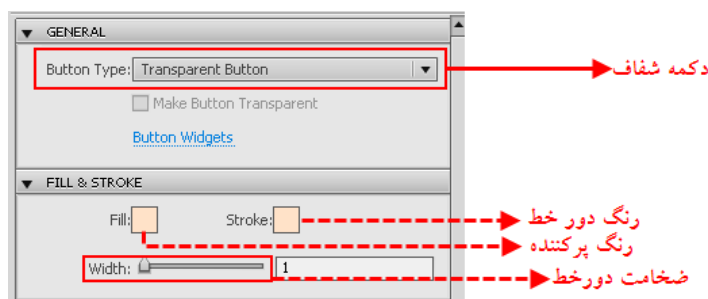 GENERAL
Button Type: Transparent Button
دکمه شفاف
Make Button Transparent
Button Widgets
FILL & STROKE
Fill: Stroke:
رنگ دور خط
رنگ پرکننده
Width: 1
ضخامت دورخط